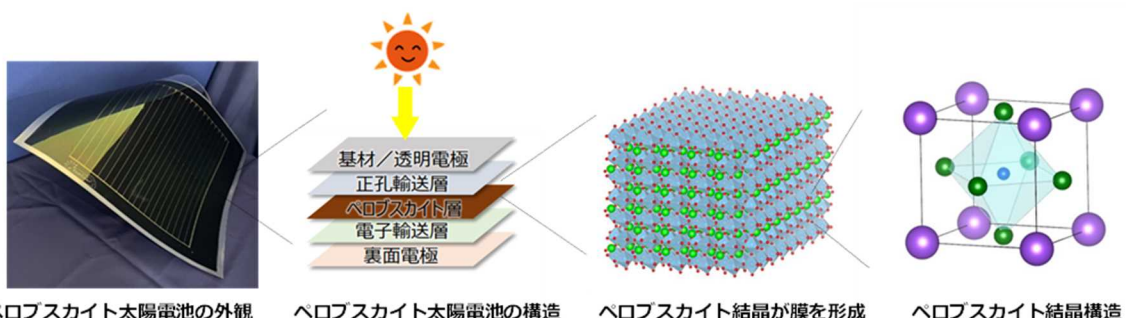 基材／透明電極
正孔輸送層
ペロブスカイト層
電子輸送層
裏面電極
ペロブスカイト太陽電池の外観
ペロブスカイト太陽電池の構造
ペロブスカイト結晶が膜を形成
ペロブスカイト結晶構造